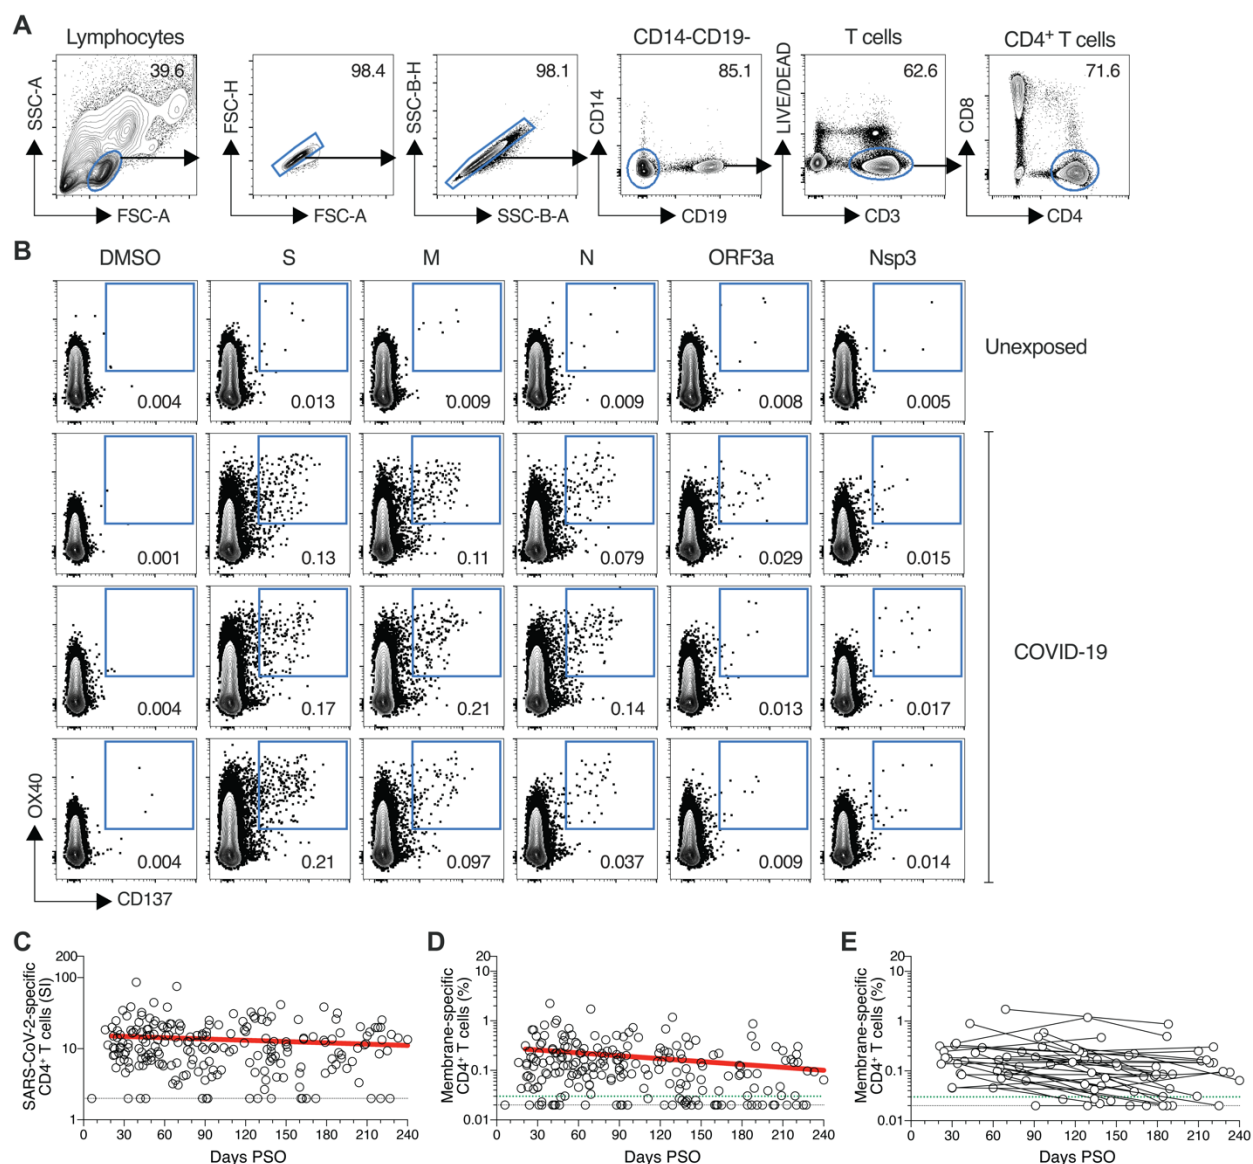 A
Lymphocytes
CD14-CD19-
T cells
CD4+ T cells
SSC-A
39.6
FSC-A
FSC-H
98.4
FSC-A
SSC-B-H
98.1
SSC-B-A
CD14
85.1
CD19
LIVE/DEAD
62.6
CD3
CD8
71.6
CD4
B
DMSO S M N ORF3a Nsp3
0.004 0.013 0.009 0.009 0.008 0.005
Unexposed
0.001 0.13 0.11 0.079 0.029 0.015
0.004 0.17 0.21 0.14 0.013 0.017
COVID-19
0.004 0.21 0.097 0.037 0.009 0.014
OX40
CD137
C
SARS-CoV-2-specific
CD4+ T cells (SI)
200
100
10
1
0 30 60 90 120 150 180 210 240
Days PSO
D
Membrane-specific
CD4+ T cells (%)
20
10
1
0.1
0.01
0 30 60 90 120 150 180 210 240
Days PSO
E
Membrane-specific
CD4+ T cells (%)
20
10
1
0.1
0.01
0 30 60 90 120 150 180 210 240
Days PSO